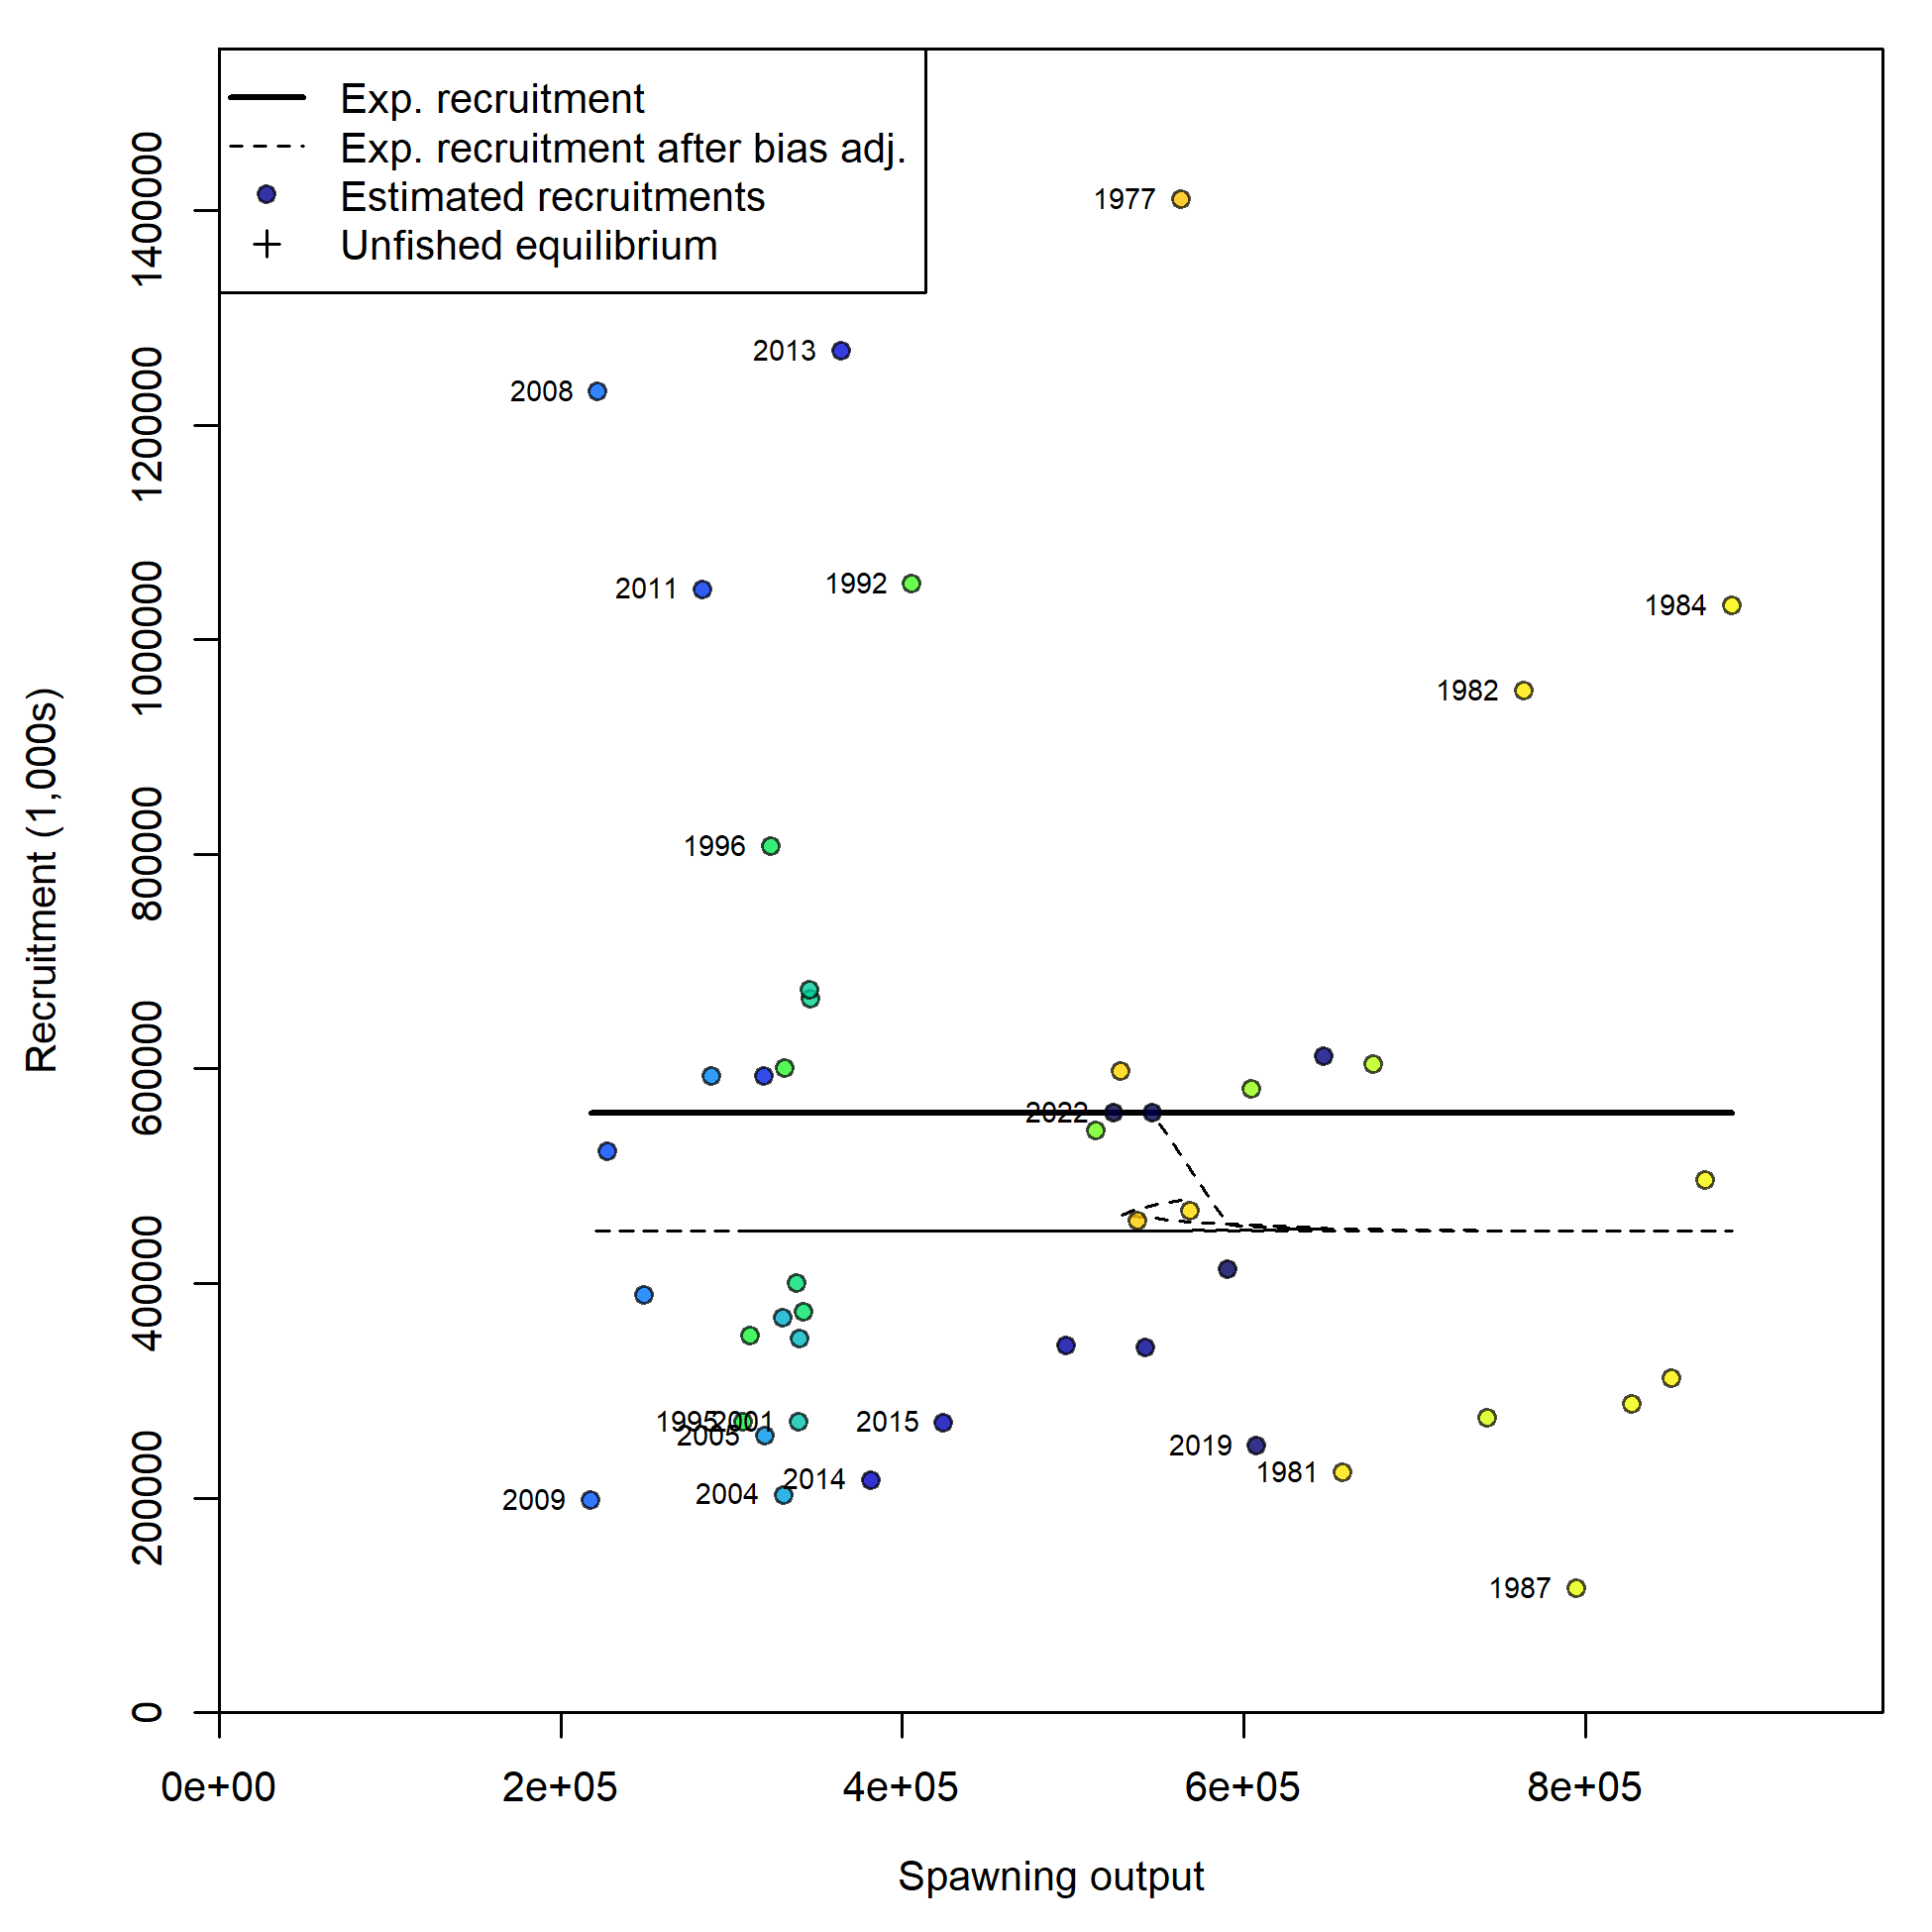 Exp. recruitment
Exp. recruitment after bias adj.
Estimated recruitments
Unfished equilibrium
1977
2013
2008
2011
1992
1984
1982
1996
2022
1995
2001
2005
2015
2019
1981
2014
2004
2009
1987
Recruitment (1,000s)
0
200000
400000
600000
800000
1000000
1200000
1400000
0e+00
2e+05
4e+05
6e+05
8e+05
Spawning output